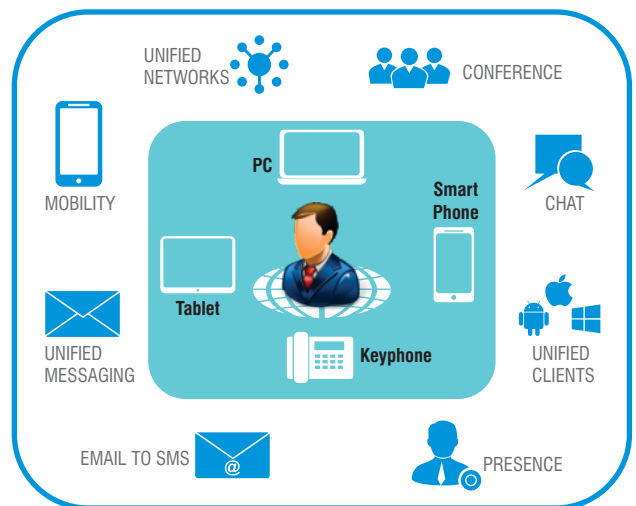 UNIFIED
NETWORKS
CONFERENCE
PC
Smart
Phone
MOBILITY
CHAT
Tablet
Keyphone
UNIFIED
MESSAGING
UNIFIED
CLIENTS
EMAIL TO SMS
@
PRESENCE